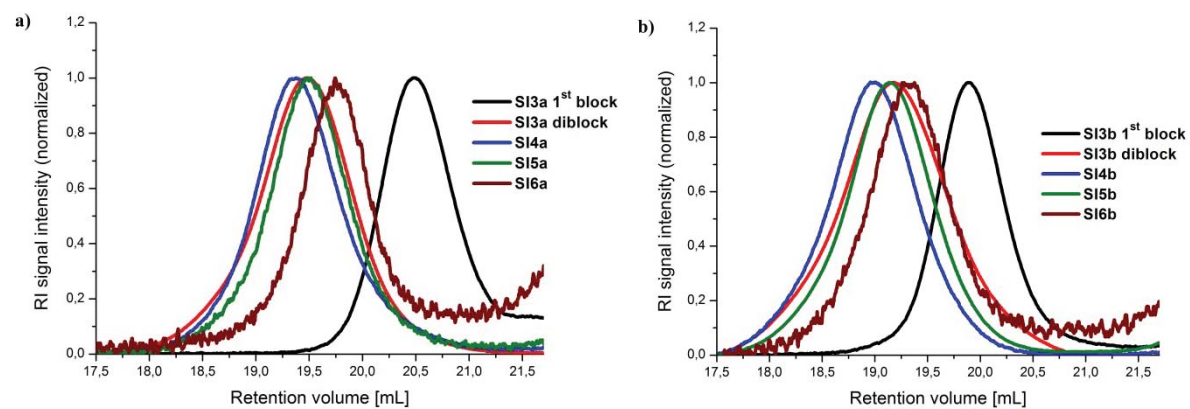 a)
RI signal intensity (normalized)
1,2
1,0
0,8
0,6
0,4
0,2
0,0
SI3a 1st block
SI3a diblock
SI4a
SI5a
SI6a
17,5 18,0 18,5 19,0 19,5 20,0 20,5 21,0 21,5
Retention volume [mL]
b)
RI signal intensity (normalized)
1,2
1,0
0,8
0,6
0,4
0,2
0,0
SI3b 1st block
SI3b diblock
SI4b
SI5b
SI6b
17,5 18,0 18,5 19,0 19,5 20,0 20,5 21,0 21,5
Retention volume [mL]